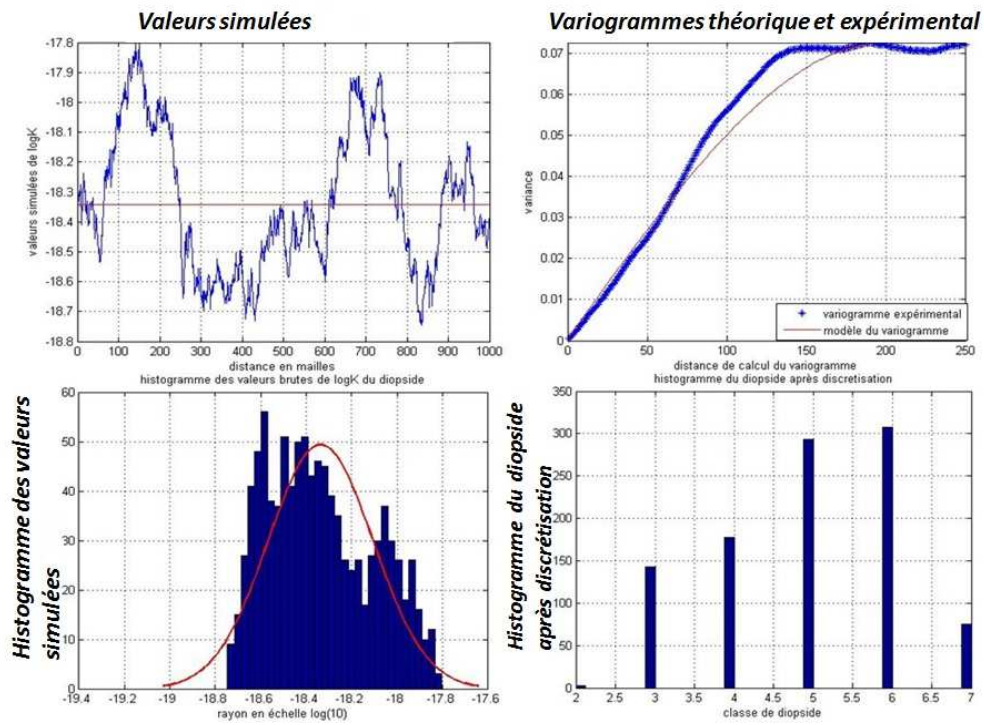 Valeurs simulées
Variogrammes théorique et expérimental
valeurs simulées de logK
-17.8
-17.9
-18
-18.1
-18.2
-18.3
-18.4
-18.5
-18.6
-18.7
-18.8
0 100 200 300 400 500 600 700 800 900 1000
distance en mailles
variance
0.07
0.06
0.05
0.04
0.03
0.02
0.01
0
variogramme expérimental
modèle du variogramme
0 50 100 150 200 250
distance de calcul du variogramme
Histogramme des valeurs
simulées
histogramme des valeurs brutes de logK du diopside
60
50
40
30
20
10
0
-19.4 -19.2 -19 -18.8 -18.6 -18.4 -18.2 -18 -17.8 -17.6
rayon en échelle log(10)
Histogramme du diopside
après discrétisation
histogramme du diopside après discretisation
350
300
250
200
150
100
50
0
2 2.5 3 3.5 4 4.5 5 5.5 6 6.5 7
classe de diopside